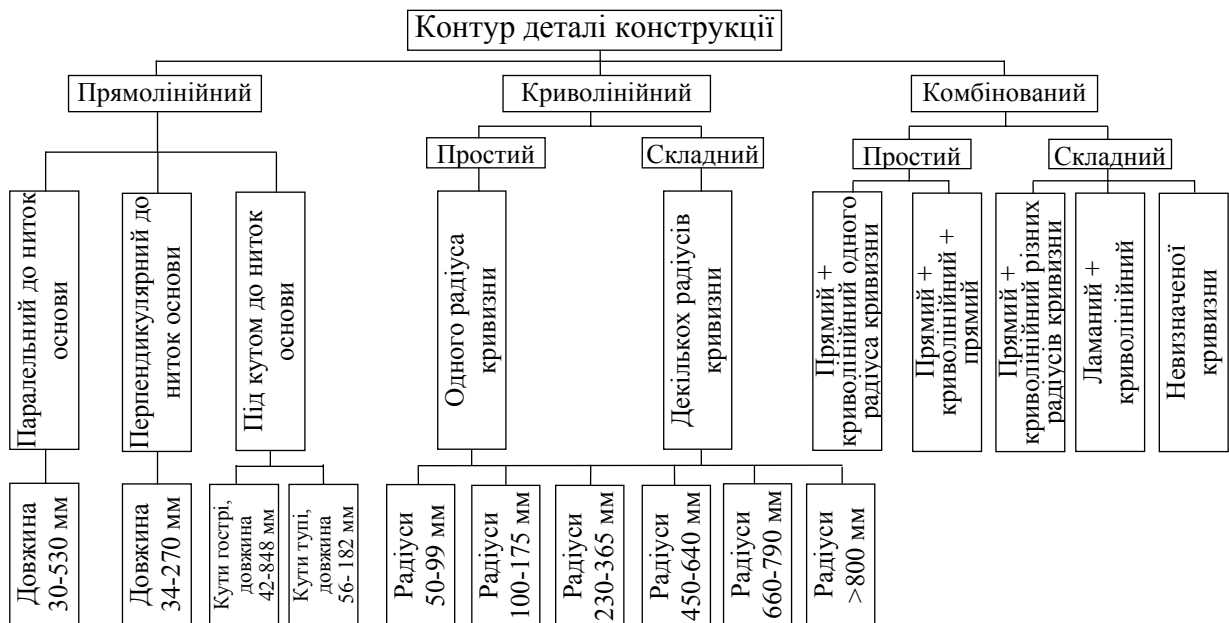 Контур деталі конструкції
Прямолінійний
Криволінійний
Комбінований
Простий
Складний
Простий
Складний
Паралельний до ниток
основи
Перпендикулярний до
ниток основи
Під кутом до ниток
основи
Одного радіуса
кривизни
Декількох радіусів
кривизни
Прямий +
криволінійний одного
радіуса кривизни
Прямий +
криволінійний +
прямий
Прямий +
криволінійний різних
радіусів кривизни
Ламаний +
криволінійний
Невизначеної
кривизни
Довжина
30-530 мм
Довжина
34-270 мм
Кути гострі,
довжина
42-848 мм
Кути тупі,
довжина
56- 182 мм
Радіуси
50-99 мм
Радіуси
100-175 мм
Радіуси
230-365 мм
Радіуси
450-640 мм
Радіуси
660-790 мм
Радіуси
>800 мм